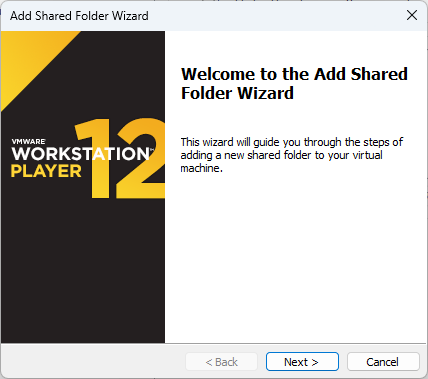 Add Shared Folder Wizard
Welcome to the Add Shared
Folder Wizard
VMWARE
WORKSTATION™
PLAYER 12
This wizard will guide you through the steps of
adding a new shared folder to your virtual
machine.
< Back
Next >
Cancel